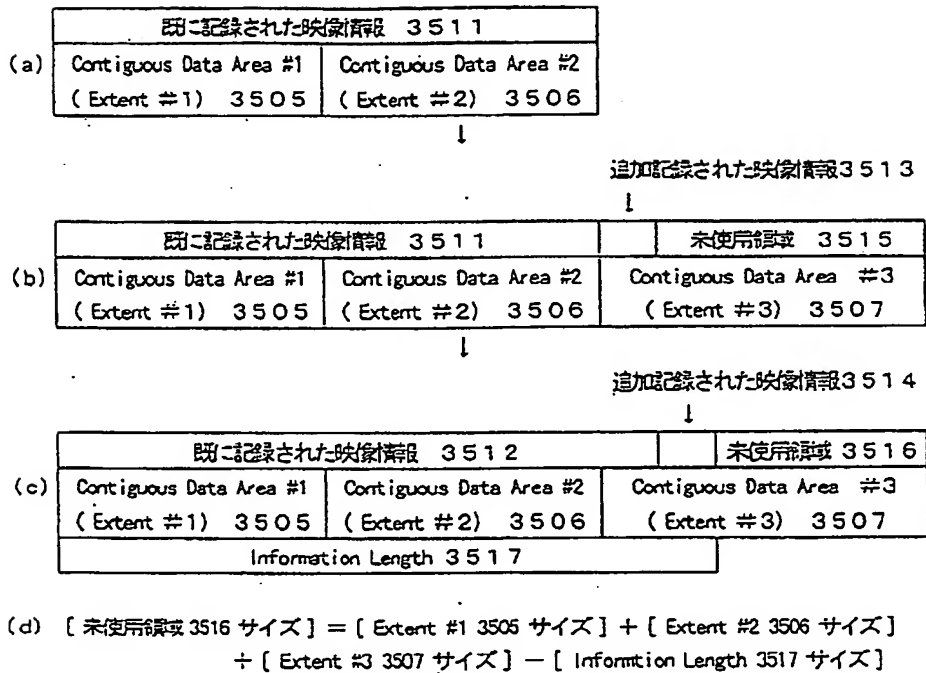 既に記録された映像情報 3511
(a) Contiguous Data Area #1 Contiguous Data Area #2
(Extent #1) 3505 (Extent #2) 3506
↓
追加記録された映像情報3513
↓
既に記録された映像情報 3511 未使用領域 3515
(b) Contiguous Data Area #1 Contiguous Data Area #2 Contiguous Data Area #3
(Extent #1) 3505 (Extent #2) 3506 (Extent #3) 3507
↓
追加記録された映像情報3514
↓
既に記録された映像情報 3512 未使用領域 3516
(c) Contiguous Data Area #1 Contiguous Data Area #2 Contiguous Data Area #3
(Extent #1) 3505 (Extent #2) 3506 (Extent #3) 3507
Information Length 3517
(d) [未使用領域 3516 サイズ] = [Extent #1 3505 サイズ] + [Extent #2 3506 サイズ]
+ [Extent #3 3507 サイズ] − [Informtion Length 3517 サイズ]